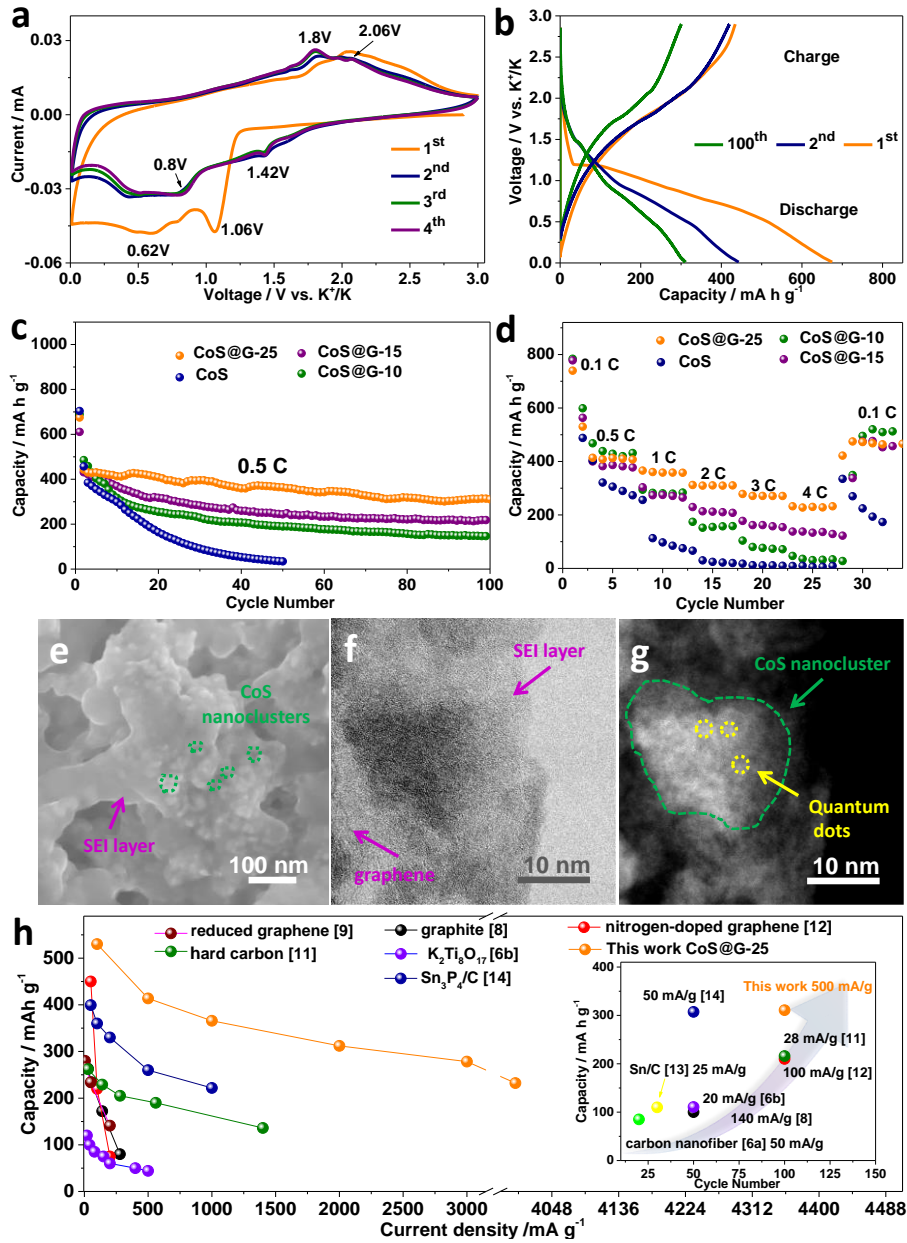 a
0.03
0.00
-0.03
-0.06
Current / mA
1.8V
2.06V
0.8V
1.42V
1.06V
0.62V
1st
2nd
3rd
4th
0.0 0.5 1.0 1.5 2.0 2.5 3.0
Voltage / V vs. K+/K
b
3.0
2.5
2.0
1.5
1.0
0.5
0.0
Voltage / V vs. K+/K
Charge
100th 2nd 1st
Discharge
0 200 400 600 800
Capacity / mA h g-1
c
1000
800
600
400
200
0
Capacity / mA h g-1
CoS@G-25 CoS@G-15
CoS CoS@G-10
0.5 C
0 20 40 60 80 100
Cycle Number
d
800
600
400
200
0
Capacity / mA h g-1
CoS@G-25 CoS@G-10
CoS CoS@G-15
0.1 C
0.5 C
1 C
2 C
3 C
4 C
0.1 C
0 5 10 15 20 25 30
Cycle Number
e
CoS
nanoclusters
SEI layer
100 nm
f
SEI layer
graphene
10 nm
g
CoS nanocluster
Quantum
dots
10 nm
h
500
400
300
200
100
0
Capacity / mAh g-1
reduced graphene [9]
hard carbon [11]
graphite [8]
K2Ti8O17 [6b]
Sn3P4/C [14]
nitrogen-doped graphene [12]
This work CoS@G-25
400
300
200
100
0
Capacity / mA h g-1
50 mA/g [14]
This work 500 mA/g
28 mA/g [11]
100 mA/g [12]
Sn/C [13] 25 mA/g
20 mA/g [6b]
140 mA/g [8]
carbon nanofiber [6a] 50 mA/g
25 50 75 100 125 150
Cycle Number
0 500 1000 1500 2000 2500 3000 4048 4136 4224 4312 4400 4488
Current density /mA g-1